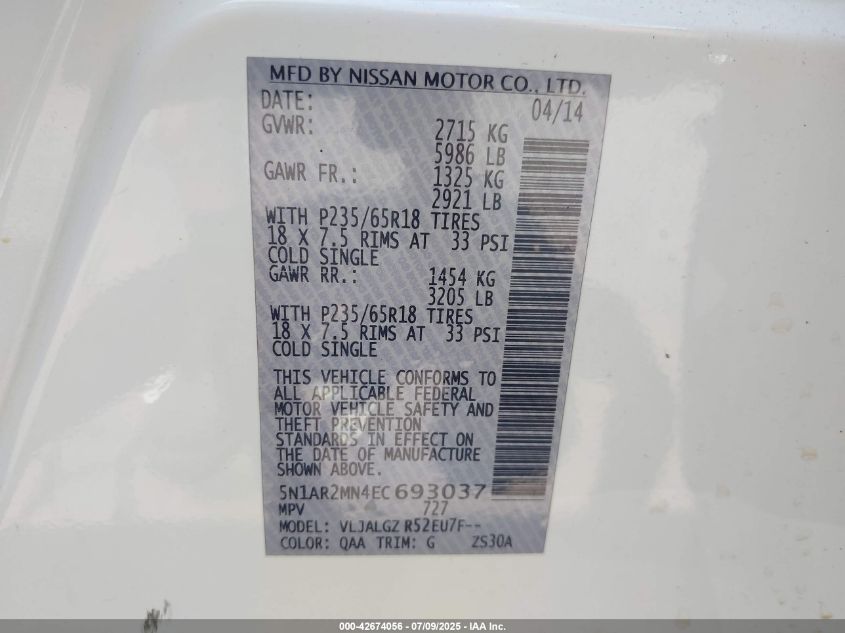 MFD BY NISSAN MOTOR CO., LTD.
DATE: 04/14
GVWR: 2715 KG
5986 LB
GAWR FR.: 1325 KG
2921 LB
WITH P235/65R18 TIRES
18 X 7.5 RIMS AT 33 PSI
COLD SINGLE
GAWR RR.: 1454 KG
3205 LB
WITH P235/65R18 TIRES
18 X 7.5 RIMS AT 33 PSI
COLD SINGLE
THIS VEHICLE CONFORMS TO
ALL APPLICABLE FEDERAL
MOTOR VEHICLE SAFETY AND
THEFT PREVENTION
STANDARDS IN EFFECT ON
THE DATE OF MANUFACTURE
SHOWN ABOVE.
5N1AR2MN4EC693037
MPV 727
MODEL: VLJALGZ R52EU7F--
COLOR: QAA TRIM: G ZS30A
000-42674056 - 07/09/2025 - IAA Inc.